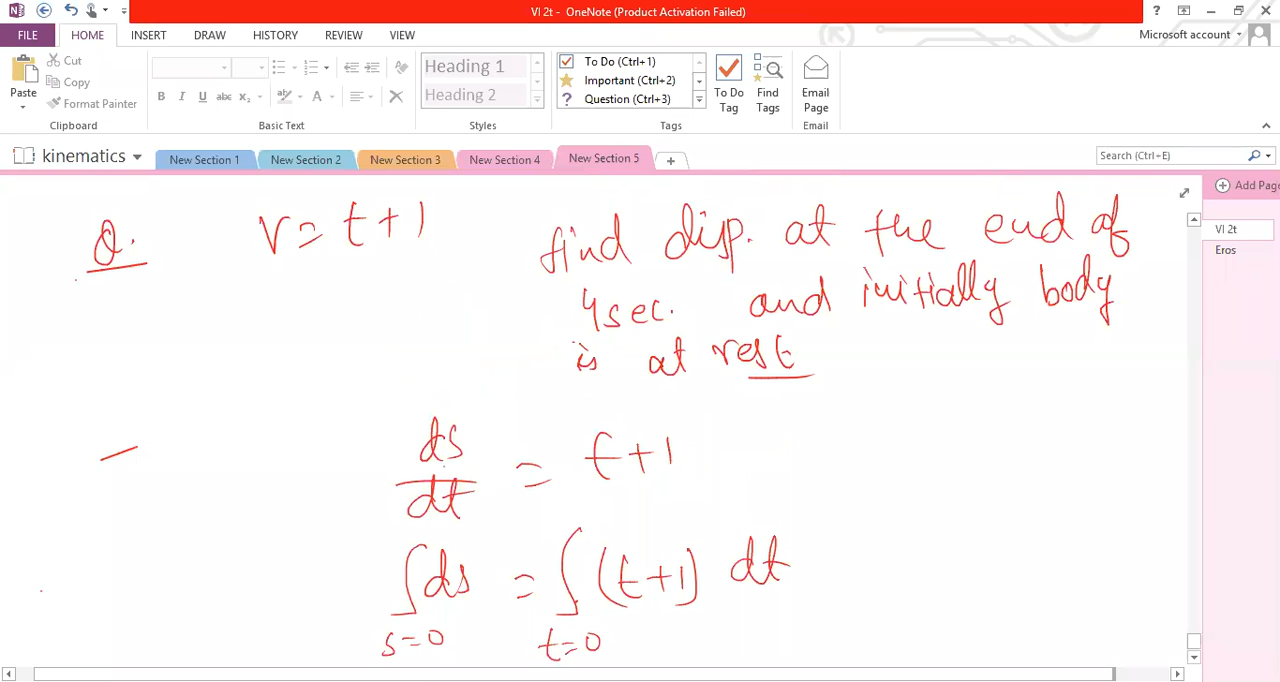 VI 2t - OneNote (Product Activation Failed)
FILE HOME INSERT DRAW HISTORY REVIEW VIEW
Microsoft account
Paste
Cut
Copy
Format Painter
Clipboard
B I U abc X₂ A
Basic Text
Heading 1
Heading 2
Styles
To Do (Ctrl+1)
Important (Ctrl+2)
Question (Ctrl+3)
Tags
To Do Tag
Find Tags
Email Page
Email
kinematics
New Section 1 New Section 2 New Section 3 New Section 4 New Section 5
Search (Ctrl+E)
Add Page
VI 2t
Eros
Q. v = t+1 find disp. at the end of
4sec. and initially body
is at rest
ds/dt = t+1
∫ds = ∫(t+1) dt
s=0 t=0